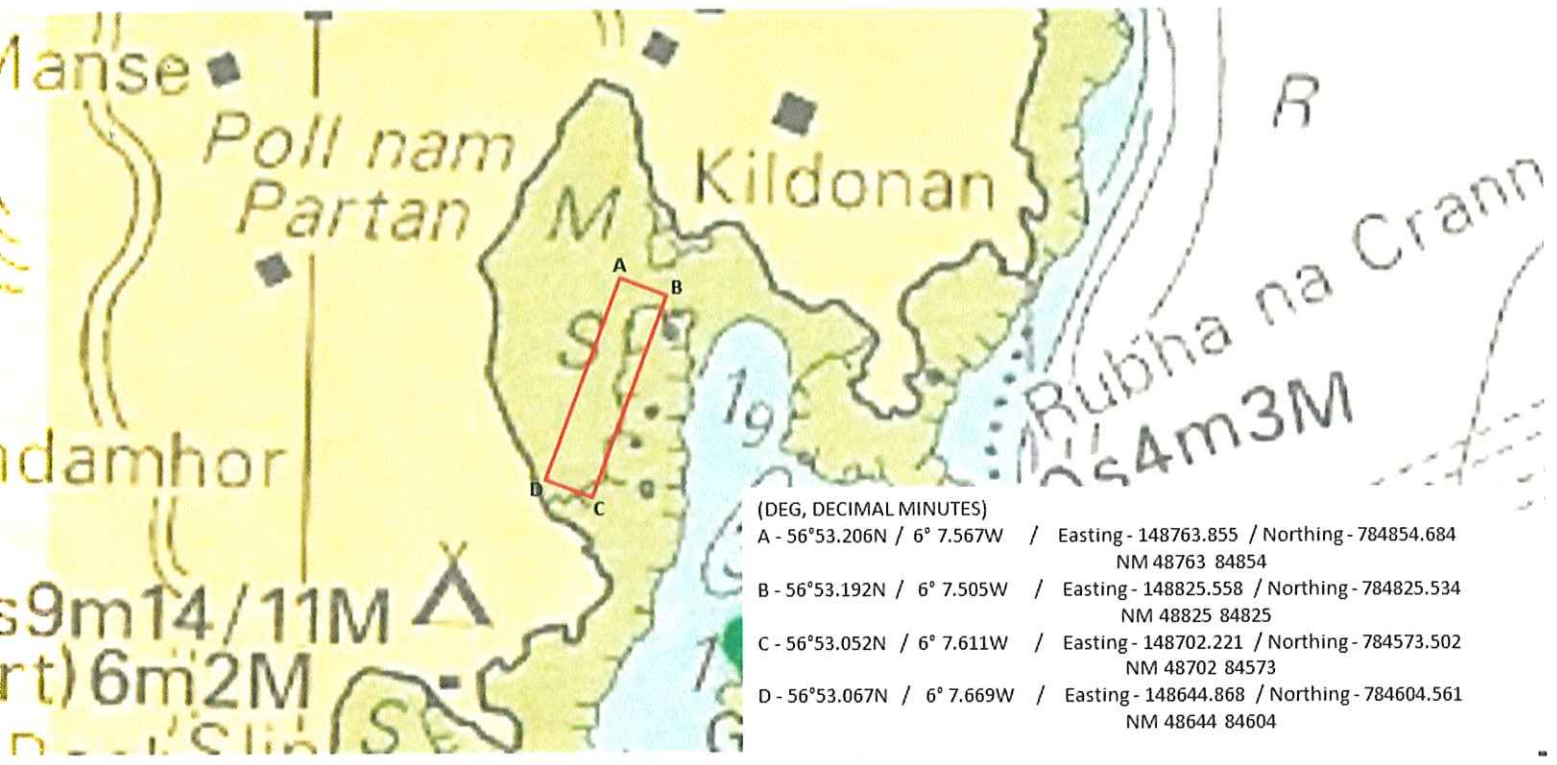 Manse
Poll nam
Partan
Kildonan
R
M
A
B
S
19
Rubha na Crann
s4m3M
damhor
D
C
(DEG, DECIMAL MINUTES)
A - 56°53.206N / 6° 7.567W / Easting - 148763.855 / Northing - 784854.684
NM 48763 84854
B - 56°53.192N / 6° 7.505W / Easting - 148825.558 / Northing - 784825.534
NM 48825 84825
C - 56°53.052N / 6° 7.611W / Easting - 148702.221 / Northing - 784573.502
NM 48702 84573
D - 56°53.067N / 6° 7.669W / Easting - 148644.868 / Northing - 784604.561
NM 48644 84604
s9m14/11M
rt) 6m2M
1
S
G